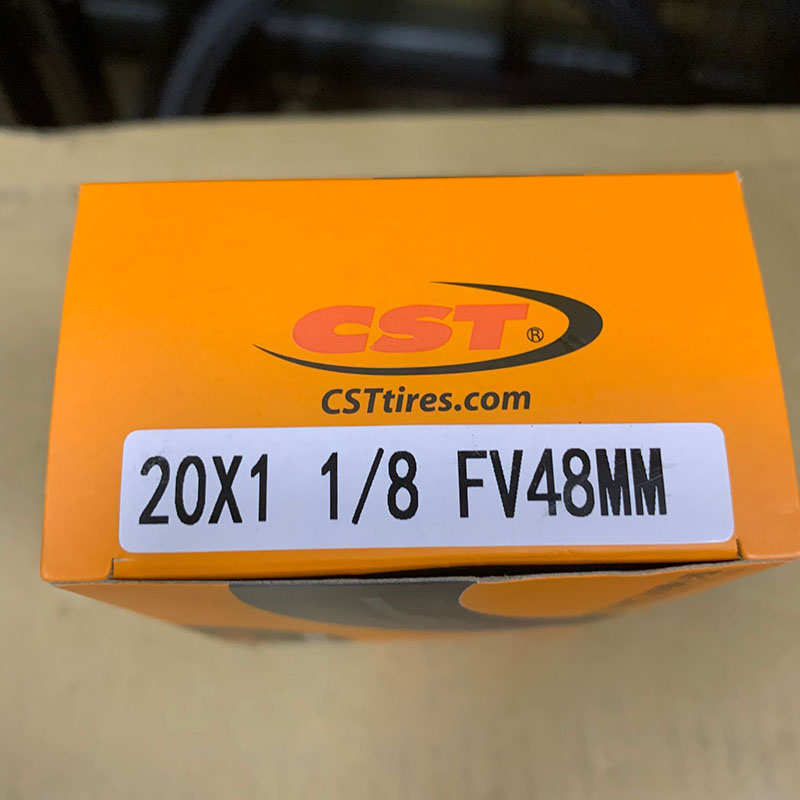 CST®
CSTtires.com
20X1 1/8 FV48MM